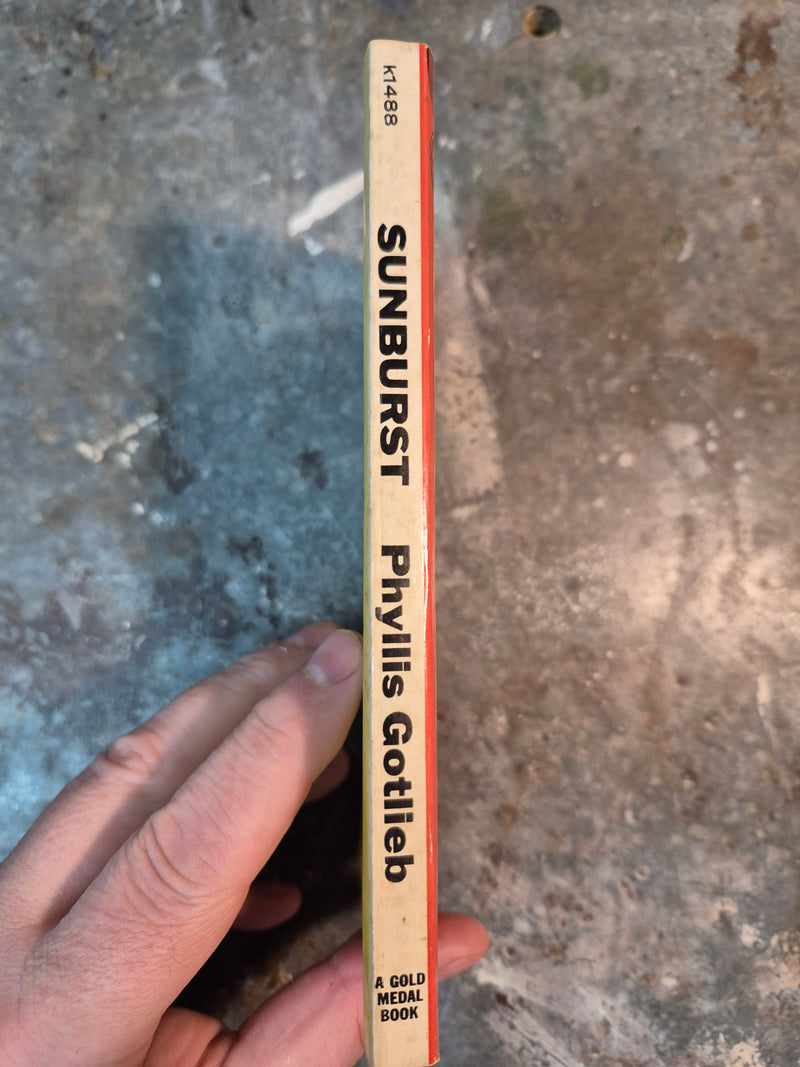 k1488
SUNBURST Phyllis Gotlieb
A GOLD
MEDAL
BOOK